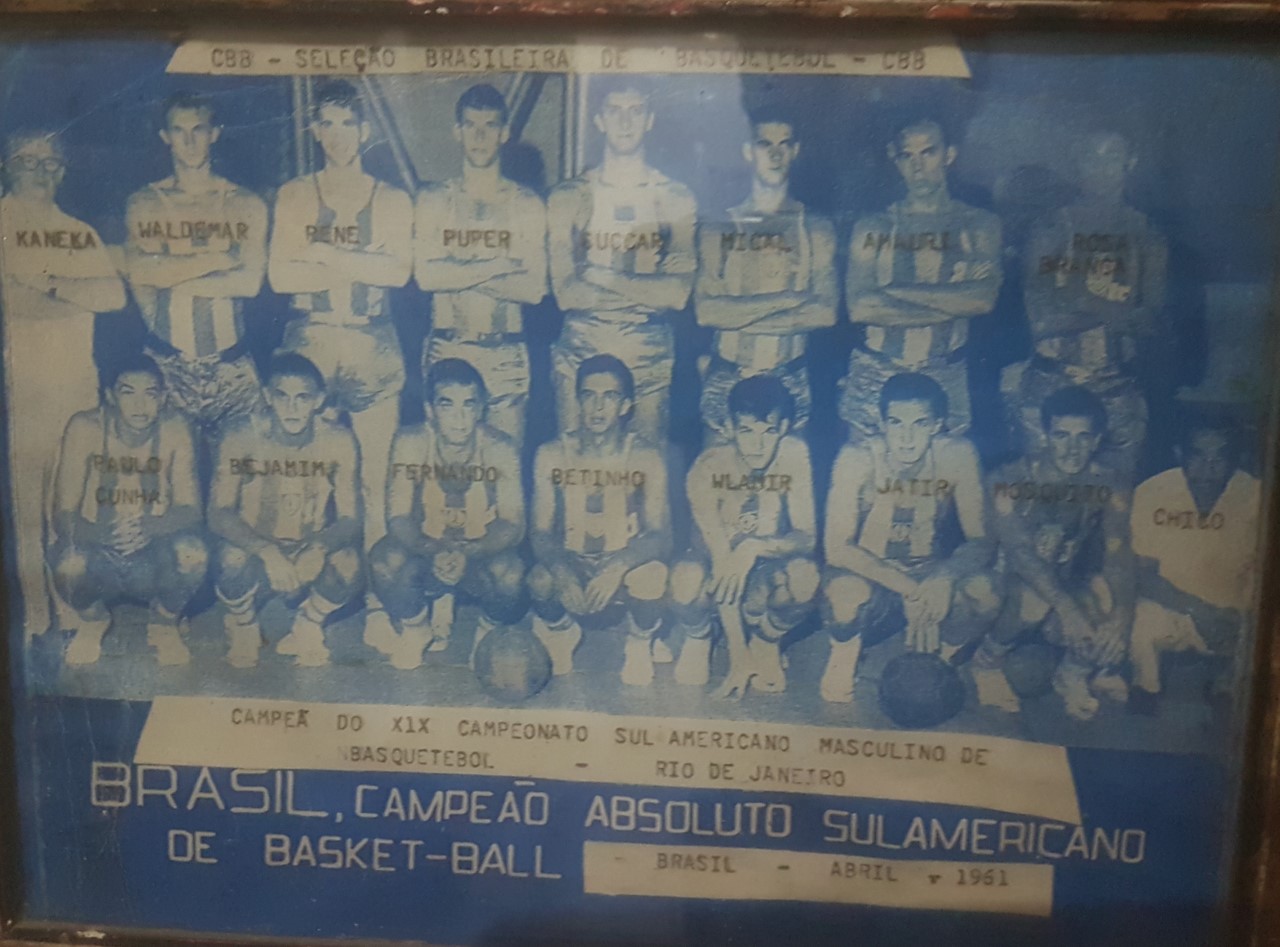 CBB - SELEÇÃO BRASILEIRA DE BASQUETEBOL - CBB
KANEKA
WALDEMAR
RENE
PUPER
SUCCAR
MICAL
AMAURI
ROSA
BRANCA
PAULO
CUNHA
BEJAMIM
FERNANDO
BETINHO
WLAMIR
JATIR
MOSQUITO
CHICO
CAMPEÃ DO X1X CAMPEONATO SUL AMERICANO MASCULINO DE
BASQUETEBOL - RIO DE JANEIRO
BRASIL, CAMPEÃO ABSOLUTO SULAMERICANO
DE BASKET-BALL
- BRASIL - ABRIL - 1961